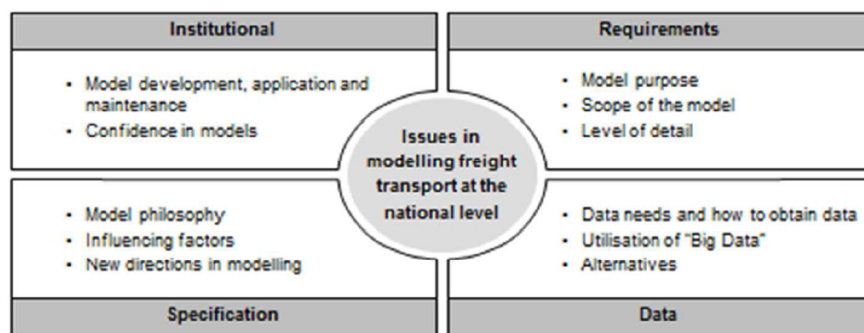 Institutional
• Model development, application and
maintenance
• Confidence in models
Requirements
• Model purpose
• Scope of the model
• Level of detail
Issues in
modelling freight
transport at the
national level
• Model philosophy
• Influencing factors
• New directions in modelling
Specification
• Data needs and how to obtain data
• Utilisation of "Big Data"
• Alternatives
Data